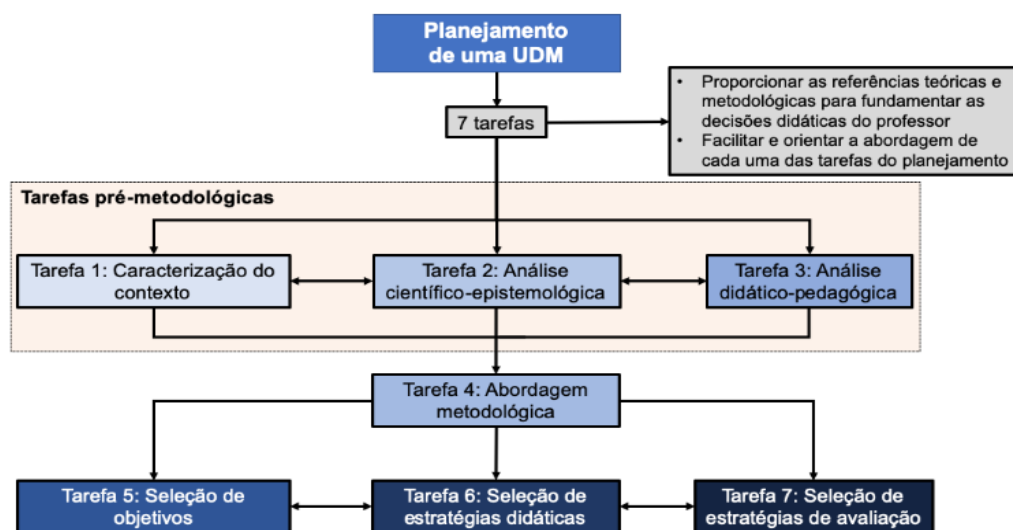 Planejamento
de uma UDM
7 tarefas
• Proporcionar as referências teóricas e
metodológicas para fundamentar as
decisões didáticas do professor
• Facilitar e orientar a abordagem de
cada uma das tarefas do planejamento
Tarefas pré-metodológicas
Tarefa 1: Caracterização do
contexto
Tarefa 2: Análise
científico-epistemológica
Tarefa 3: Análise
didático-pedagógica
Tarefa 4: Abordagem
metodológica
Tarefa 5: Seleção de
objetivos
Tarefa 6: Seleção de
estratégias didáticas
Tarefa 7: Seleção de
estratégias de avaliação